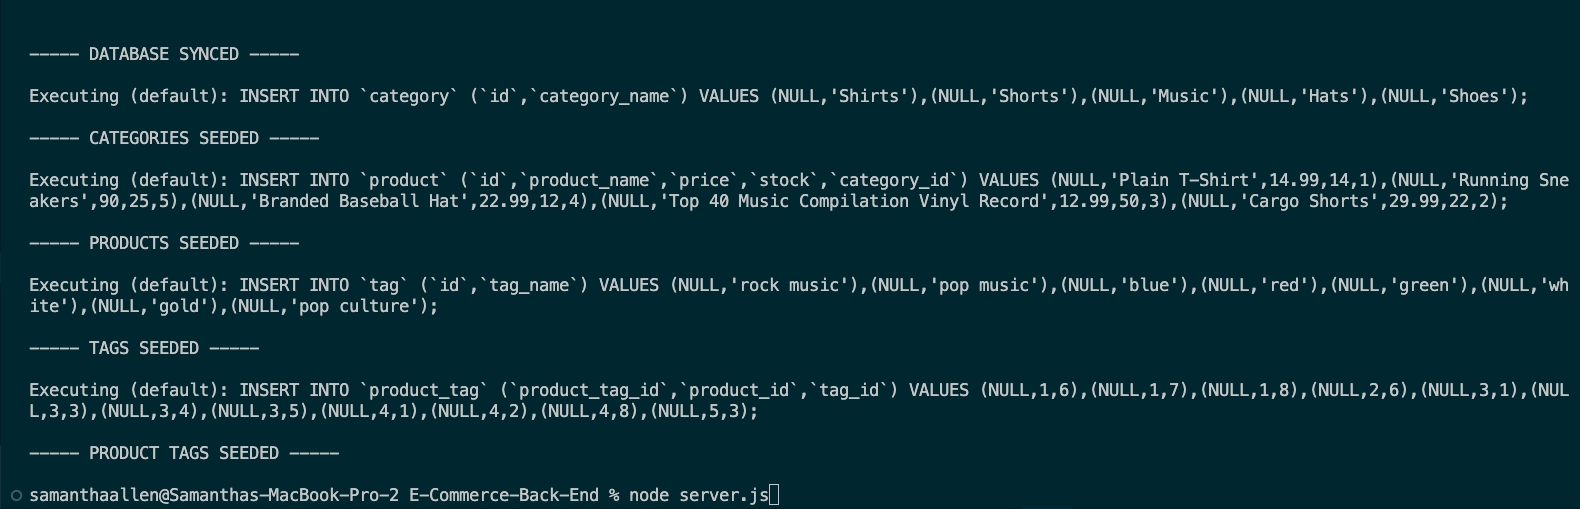 ----- DATABASE SYNCED -----
Executing (default): INSERT INTO `category` (`id`,`category_name`) VALUES (NULL,'Shirts'),(NULL,'Shorts'),(NULL,'Music'),(NULL,'Hats'),(NULL,'Shoes');
----- CATEGORIES SEEDED -----
Executing (default): INSERT INTO `product` (`id`,`product_name`,`price`,`stock`,`category_id`) VALUES (NULL,'Plain T-Shirt',14.99,14,1),(NULL,'Running Sne
akers',90,25,5),(NULL,'Branded Baseball Hat',22.99,12,4),(NULL,'Top 40 Music Compilation Vinyl Record',12.99,50,3),(NULL,'Cargo Shorts',29.99,22,2);
----- PRODUCTS SEEDED -----
Executing (default): INSERT INTO `tag` (`id`,`tag_name`) VALUES (NULL,'rock music'),(NULL,'pop music'),(NULL,'blue'),(NULL,'red'),(NULL,'green'),(NULL,'wh
ite'),(NULL,'gold'),(NULL,'pop culture');
----- TAGS SEEDED -----
Executing (default): INSERT INTO `product_tag` (`product_tag_id`,`product_id`,`tag_id`) VALUES (NULL,1,6),(NULL,1,7),(NULL,1,8),(NULL,2,6),(NULL,3,1),(NUL
L,3,3),(NULL,3,4),(NULL,3,5),(NULL,4,1),(NULL,4,2),(NULL,4,8),(NULL,5,3);
----- PRODUCT TAGS SEEDED -----
samanthaallen@Samanthas-MacBook-Pro-2 E-Commerce-Back-End % node server.js